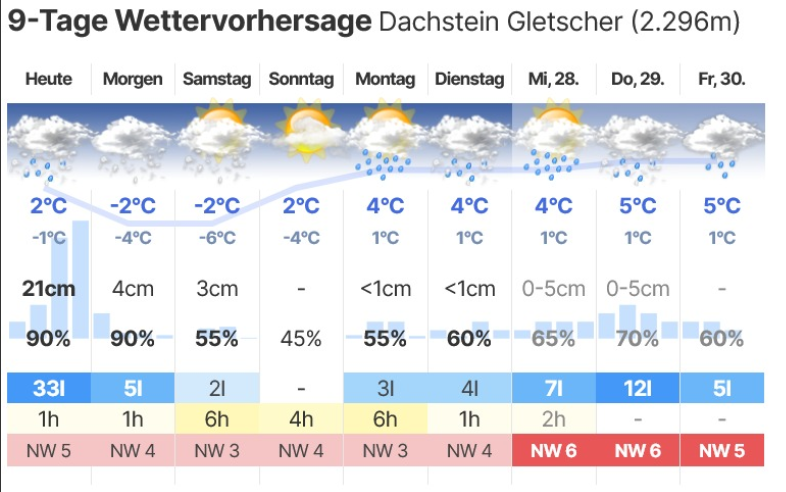 9-Tage Wettervorhersage Dachstein Gletscher (2.296m)
Heute Morgen Samstag Sonntag Montag Dienstag Mi, 28. Do, 29. Fr, 30.
2°C -2°C -2°C 2°C 4°C 4°C 4°C 5°C 5°C
-1°C -4°C -6°C -4°C 1°C 1°C 1°C 1°C 1°C
21cm 4cm 3cm - <1cm <1cm 0-5cm 0-5cm -
90% 90% 55% 45% 55% 60% 65% 70% 60%
33l 5l 2l - 3l 4l 7l 12l 5l
1h 1h 6h 4h 6h 1h 2h - -
NW 5 NW 4 NW 3 NW 4 NW 3 NW 4 NW 6 NW 6 NW 5